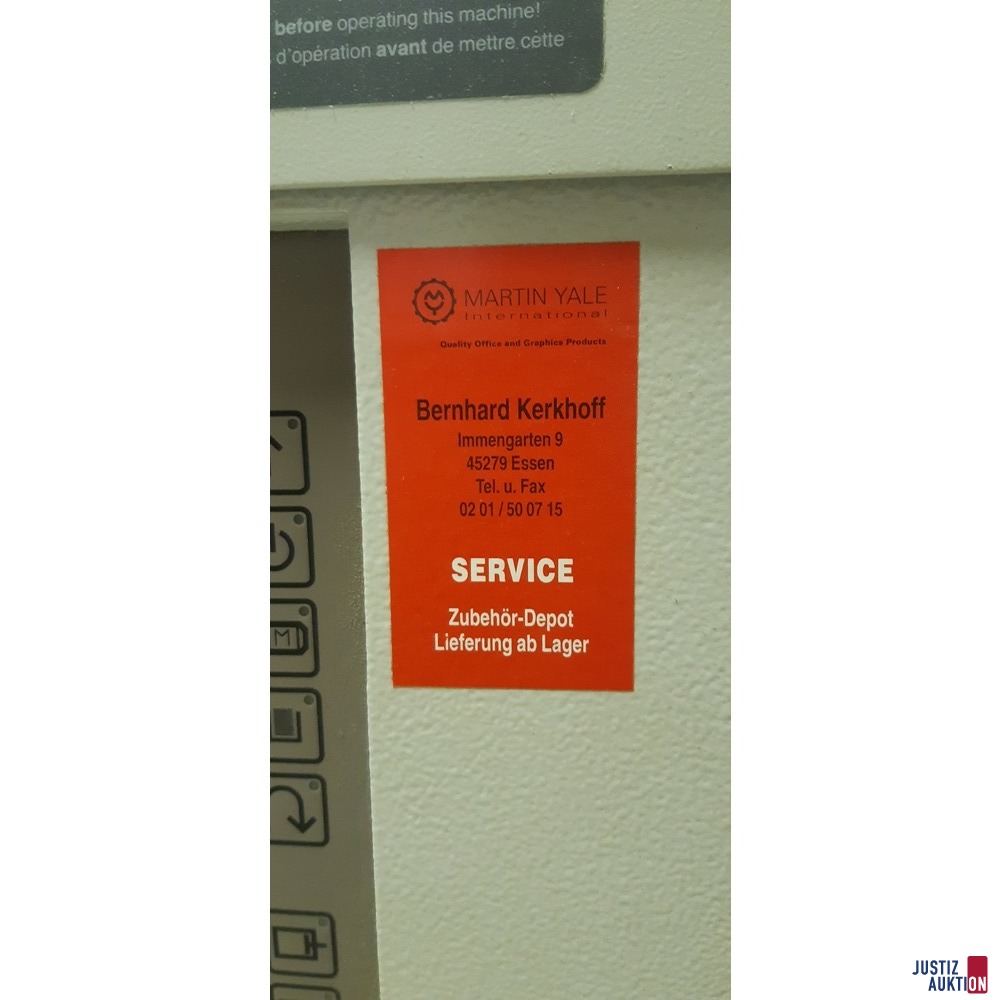 before operating this machine!
d'opération avant de mettre cette
MARTIN YALE
International
Quality Office and Graphics Products
Bernhard Kerkhoff
Immengarten 9
45279 Essen
Tel. u. Fax
02 01 / 50 07 15
SERVICE
Zubehör-Depot
Lieferung ab Lager
M
JUSTIZ
AUKTION